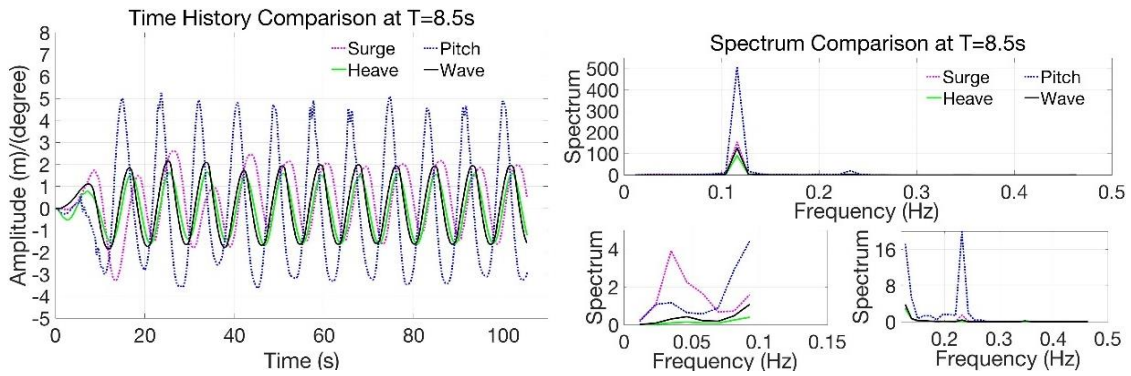 Time History Comparison at T=8.5s
Amplitude (m)/(degree)
8
7
6
5
4
3
2
1
0
-1
-2
-3
-4
-5
Surge
Pitch
Heave
Wave
0 20 40 60 80 100
Time (s)
Spectrum Comparison at T=8.5s
Spectrum
500
400
300
200
100
0
Surge
Pitch
Heave
Wave
0 0.1 0.2 0.3 0.4 0.5
Frequency (Hz)
Spectrum
6
4
2
0
0 0.05 0.1 0.15
Frequency (Hz)
Spectrum
16
8
0
0.2 0.3 0.4 0.5
Frequency (Hz)